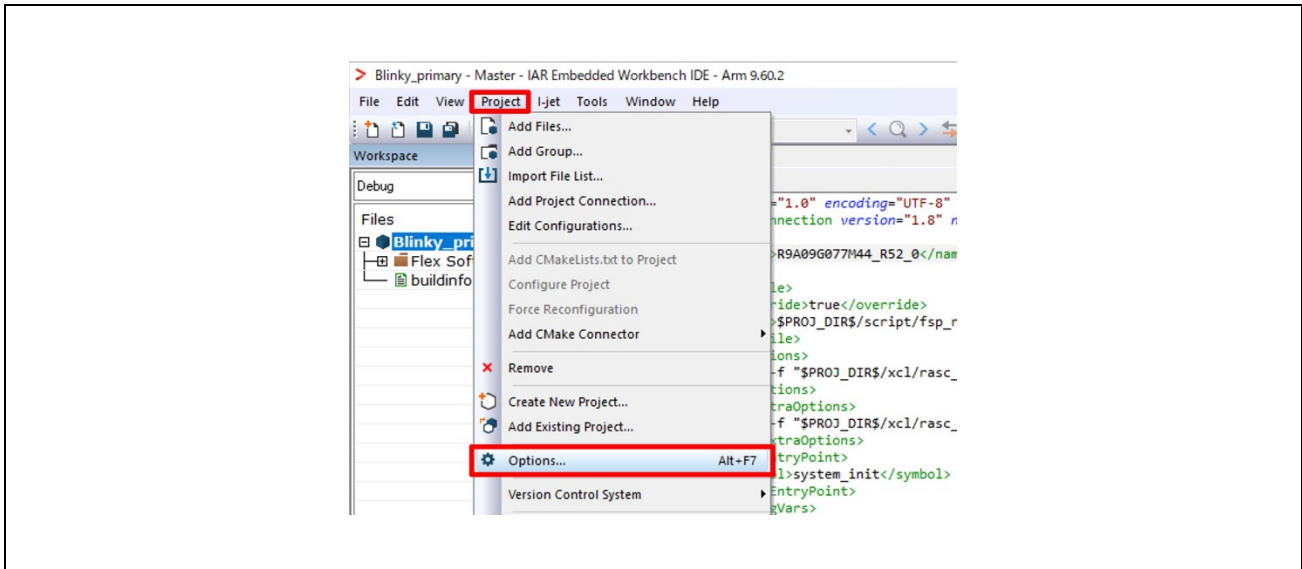 Blinky_primary - Master - IAR Embedded Workbench IDE - Arm 9.60.2
File Edit View Project I-jet Tools Window Help
Workspace
Debug
Files
Blinky_pri
Flex Sof
buildinfo
Add Files...
Add Group...
Import File List...
Add Project Connection...
Edit Configurations...
Add CMakeLists.txt to Project
Configure Project
Force Reconfiguration
Add CMake Connector
Remove
Create New Project...
Add Existing Project...
Options... Alt+F7
Version Control System
="1.0" encoding="UTF-8"
nnection version="1.8" n
>R9A09G077M44_R52_0</nam
le>
ride>true</override>
>$PROJ_DIR$/script/fsp_r
ile>
ions>
-f "$PROJ_DIR$/xcl/rasc_
tions>
traOptions>
-f "$PROJ_DIR$/xcl/rasc_
xtraOptions>
tryPoint>
l>system_init</symbol>
EntryPoint>
gVars>